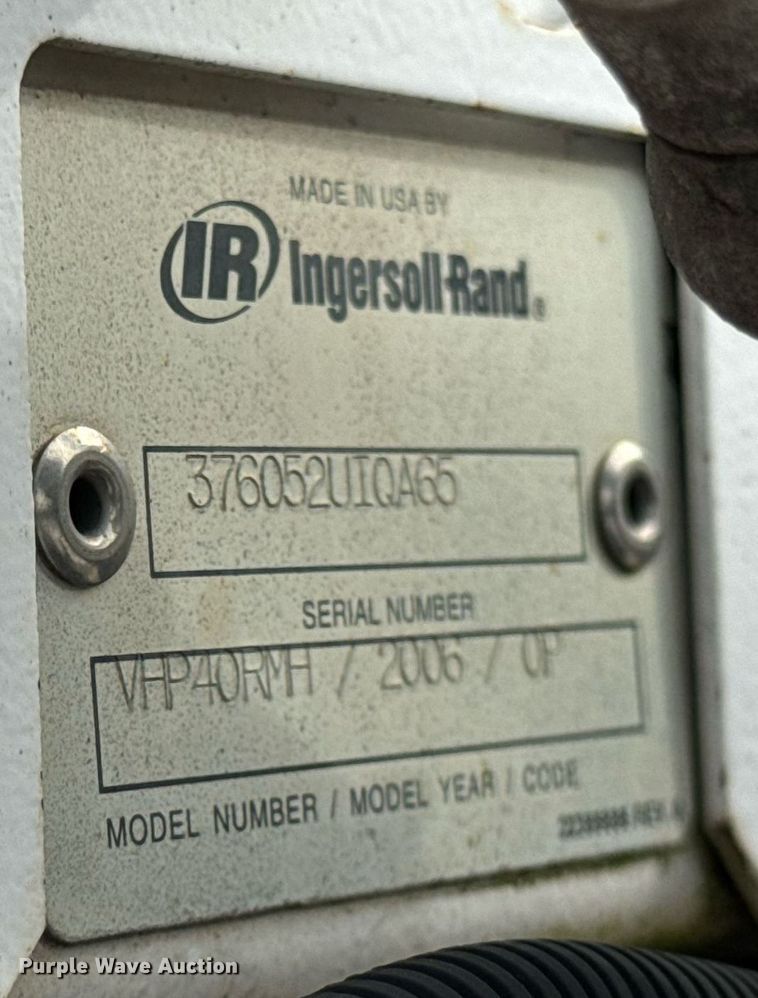 MADE IN USA BY
IR Ingersoll-Rand®
376052UIQA65
SERIAL NUMBER
VHP40RMH / 2006 / OP
MODEL NUMBER / MODEL YEAR / CODE
REV
Purple Wave Auction